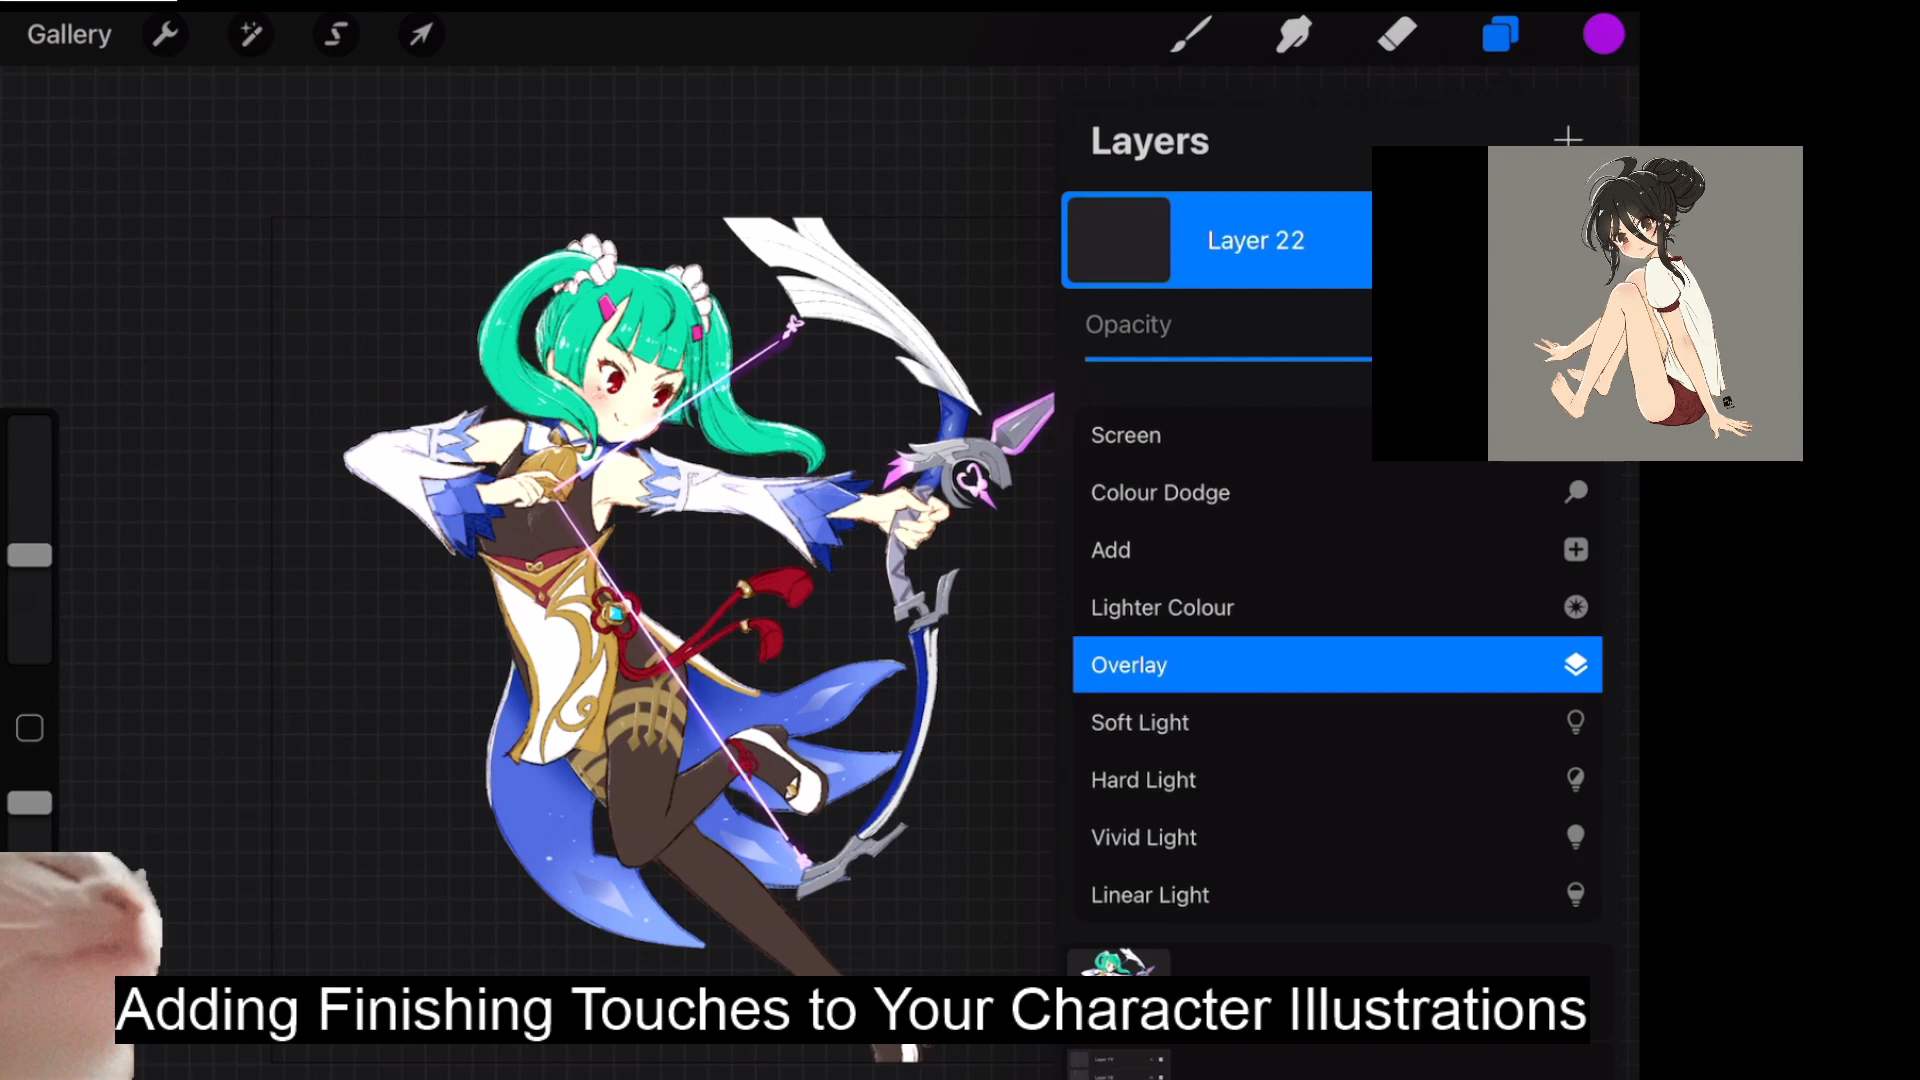 Gallery
Layers
Layer 22
Opacity
Screen
Colour Dodge
Add
Lighter Colour
Overlay
Soft Light
Hard Light
Vivid Light
Linear Light
Adding Finishing Touches to Your Character Illustrations